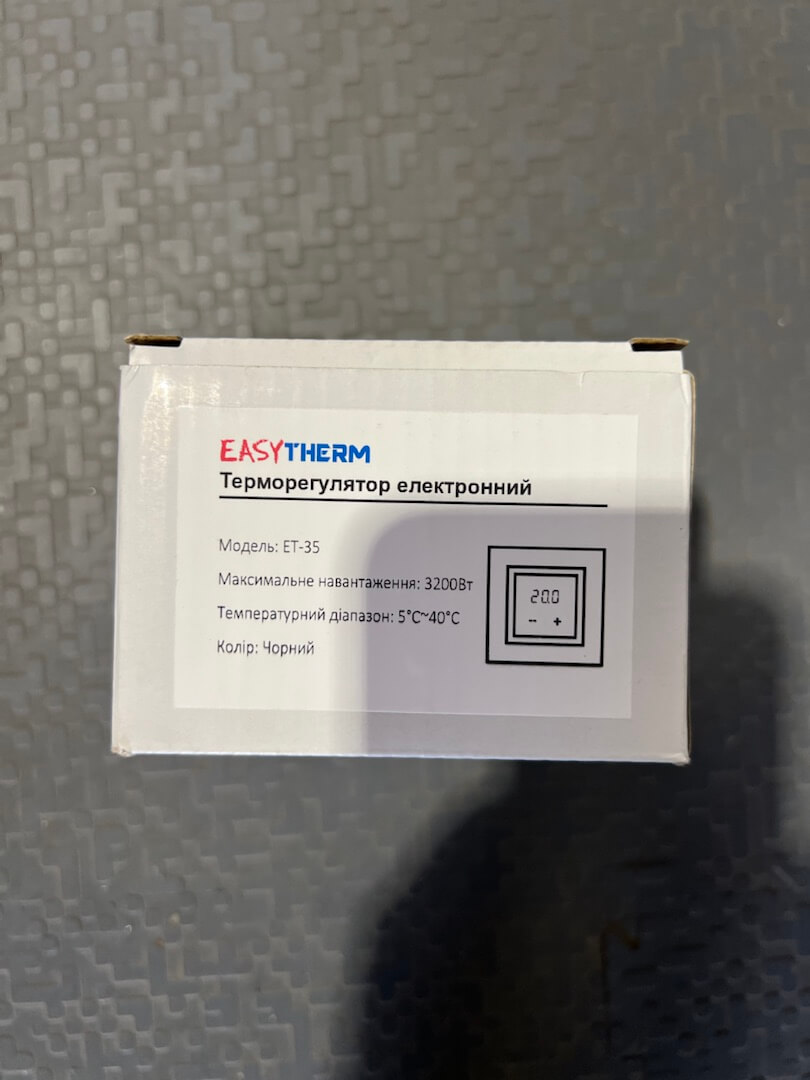 EASYTHERM
Терморегулятор електронний
Модель: ET-35
Максимальне навантаження: 3200Вт
Температурний діапазон: 5°C~40°C
Колір: Чорний
20.0
-- +